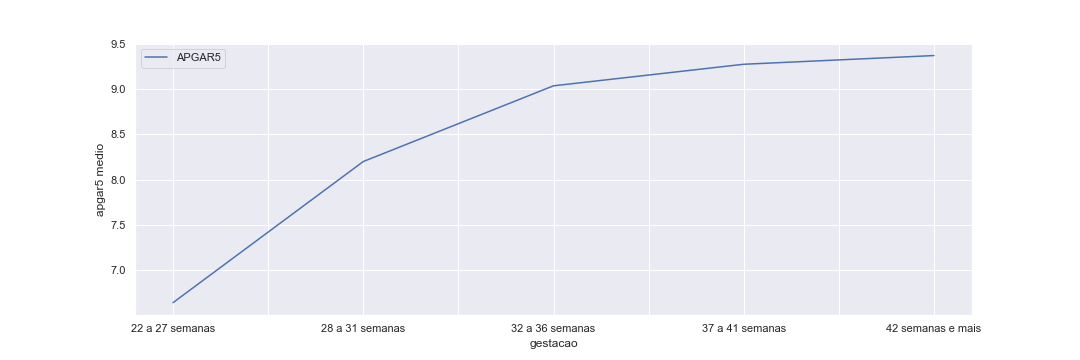 9.5
APGAR5
9.0
8.5
8.0
7.5
7.0
apgar5 medio
22 a 27 semanas
28 a 31 semanas
32 a 36 semanas
37 a 41 semanas
42 semanas e mais
gestacao